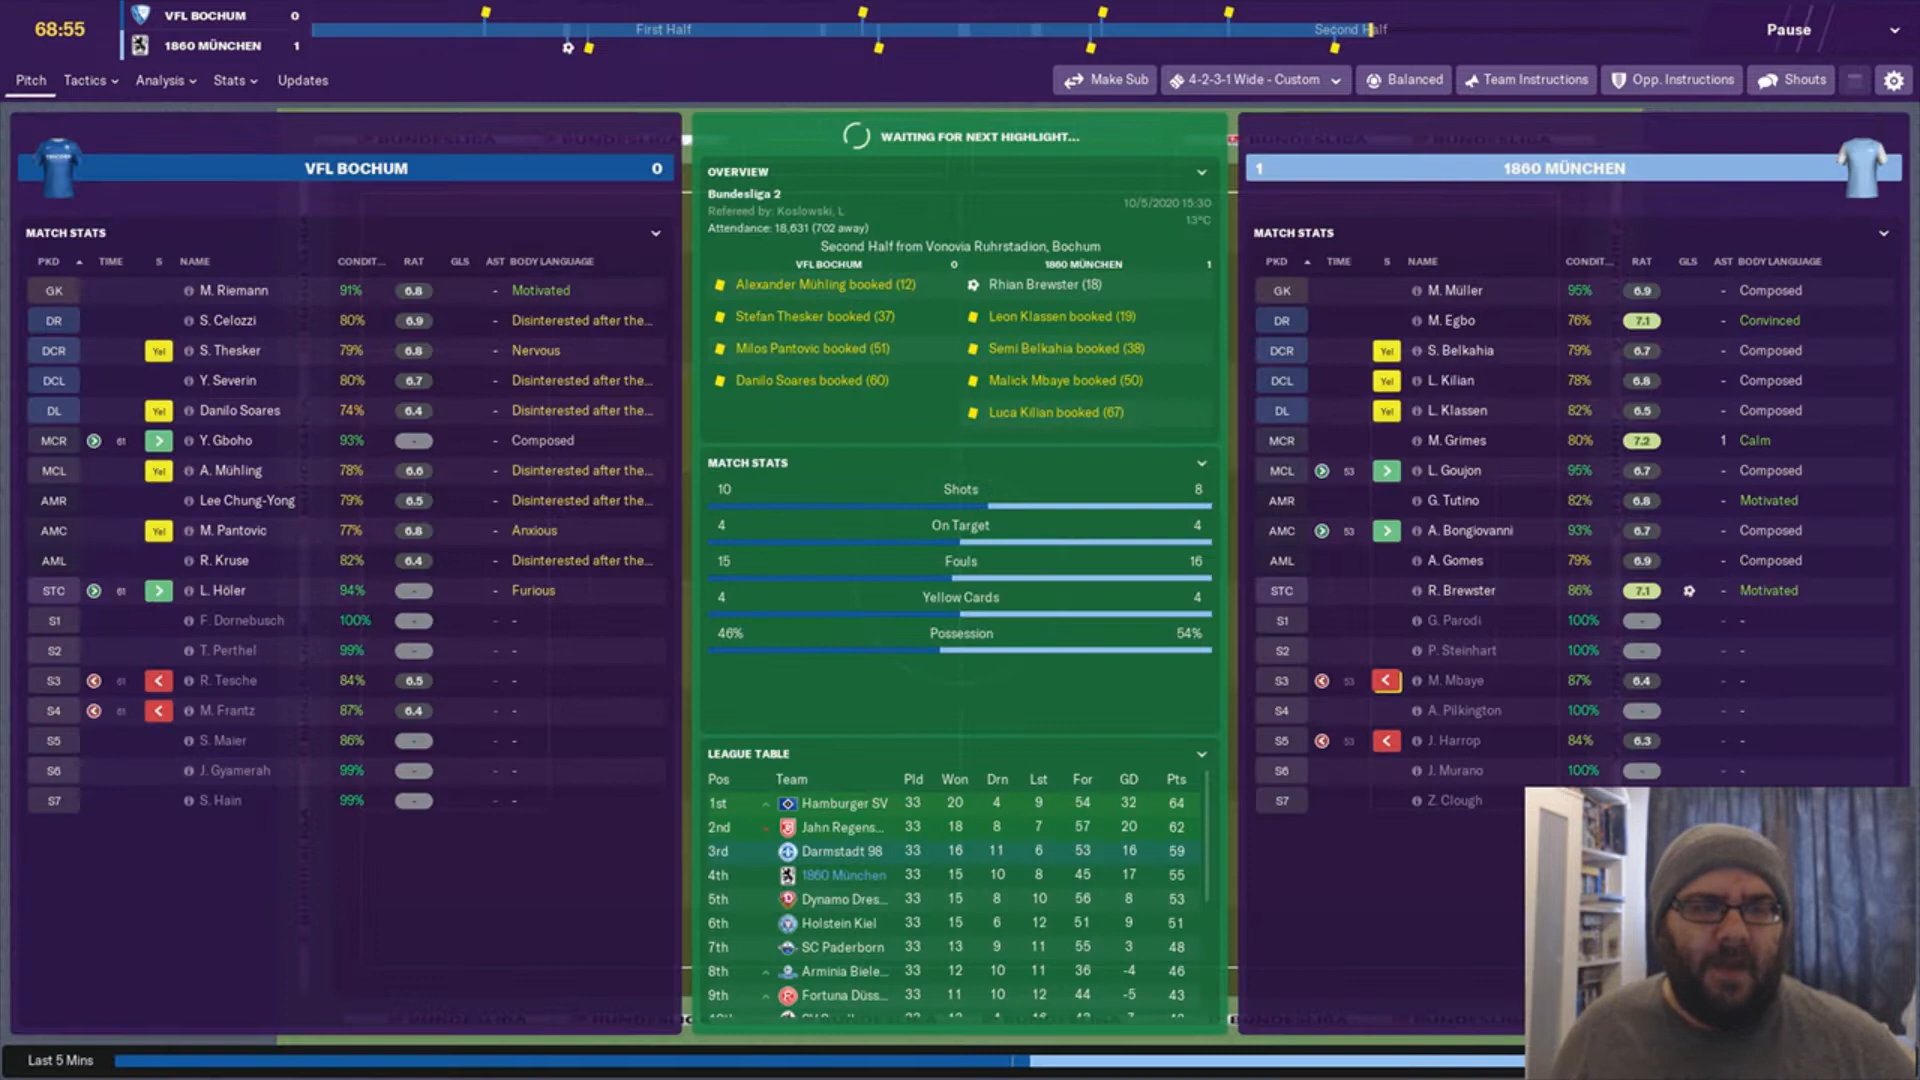 68:55
VFL BOCHUM 0
1860 MÜNCHEN 1
First Half
Second Half
Pause
Pitch Tactics Analysis Stats Updates
Make Sub 4-2-3-1 Wide - Custom Balanced Team Instructions Opp. Instructions Shouts
VFL BOCHUM 0
MATCH STATS
PKD TIME S NAME CONDIT... RAT GLS AST BODY LANGUAGE
GK M. Riemann 91% 6.8 - Motivated
DR S. Celozzi 80% 6.9 - Disinterested after the...
DCR Yel S. Thesker 79% 6.8 - Nervous
DCL Y. Severin 80% 6.7 - Disinterested after the...
DL Yel Danilo Soares 74% 6.4 - Disinterested after the...
MCR 61 Y. Gboho 93% - - Composed
MCL Yel A. Mühling 78% 6.6 - Disinterested after the...
AMR Lee Chung-Yong 79% 6.5 - Disinterested after the...
AMC Yel M. Pantovic 77% 6.8 - Anxious
AML R. Kruse 82% 6.4 - Disinterested after the...
STC 61 L. Höler 94% - - Furious
S1 F. Dornebusch 100% - - -
S2 T. Perthel 99% - - -
S3 61 R. Tesche 84% 6.5 - -
S4 61 M. Frantz 87% 6.4 - -
S5 S. Maier 86% - - -
S6 J. Gyamerah 99% - - -
S7 S. Hain 99% - - -
WAITING FOR NEXT HIGHLIGHT...
OVERVIEW
Bundesliga 2
10/5/2020 15:30
Refereed by: Koslowski, L
13°C
Attendance: 18,631 (702 away)
Second Half from Vonovia Ruhrstadion, Bochum
VFL BOCHUM 0 1860 MÜNCHEN 1
Alexander Mühling booked (12) Rhian Brewster (18)
Stefan Thesker booked (37) Leon Klassen booked (19)
Milos Pantovic booked (51) Semi Belkahia booked (38)
Danilo Soares booked (60) Malick Mbaye booked (50)
Luca Kilian booked (67)
MATCH STATS
10 Shots 8
4 On Target 4
15 Fouls 16
4 Yellow Cards 4
46% Possession 54%
LEAGUE TABLE
Pos Team Pld Won Drn Lst For GD Pts
1st Hamburger SV 33 20 4 9 54 32 64
2nd Jahn Regens... 33 18 8 7 57 20 62
3rd Darmstadt 98 33 16 11 6 53 16 59
4th 1860 München 33 15 10 8 45 17 55
5th Dynamo Dres... 33 15 8 10 56 8 53
6th Holstein Kiel 33 15 6 12 51 9 51
7th SC Paderborn 33 13 9 11 55 3 48
8th Arminia Biele... 33 12 10 11 36 -4 46
9th Fortuna Düss... 33 11 10 12 44 -5 43
1 1860 MÜNCHEN
MATCH STATS
PKD TIME S NAME CONDIT... RAT GLS AST BODY LANGUAGE
GK M. Müller 95% 6.9 - Composed
DR M. Egbo 76% 7.1 - Convinced
DCR Yel S. Belkahia 79% 6.7 - Composed
DCL Yel L. Kilian 78% 6.8 - Composed
DL Yel L. Klassen 82% 6.5 - Composed
MCR M. Grimes 80% 7.2 1 Calm
MCL 53 L. Goujon 95% 6.7 - Composed
AMR G. Tutino 82% 6.8 - Motivated
AMC 53 A. Bongiovanni 93% 6.7 - Composed
AML A. Gomes 79% 6.9 - Composed
STC R. Brewster 86% 7.1 - Motivated
S1 G. Parodi 100% - - -
S2 P. Steinhart 100% - - -
S3 53 M. Mbaye 87% 6.4 - -
S4 A. Pilkington 100% - - -
S5 53 J. Harrop 84% 6.3 - -
S6 J. Murano 100% - - -
S7 Z. Clough
Last 5 Mins